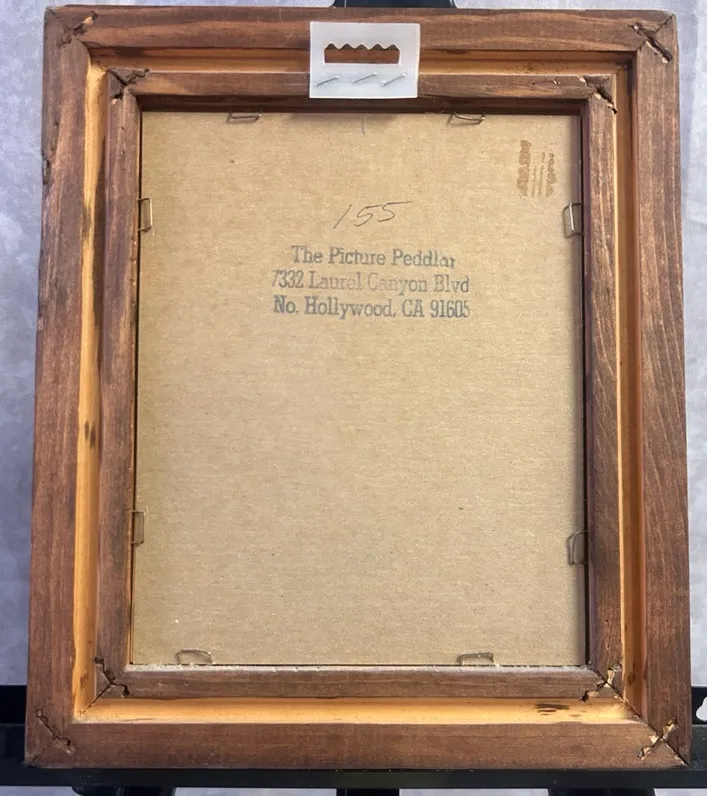 155
The Picture Peddlar
7332 Laurel Canyon Blvd
No. Hollywood, CA 91605